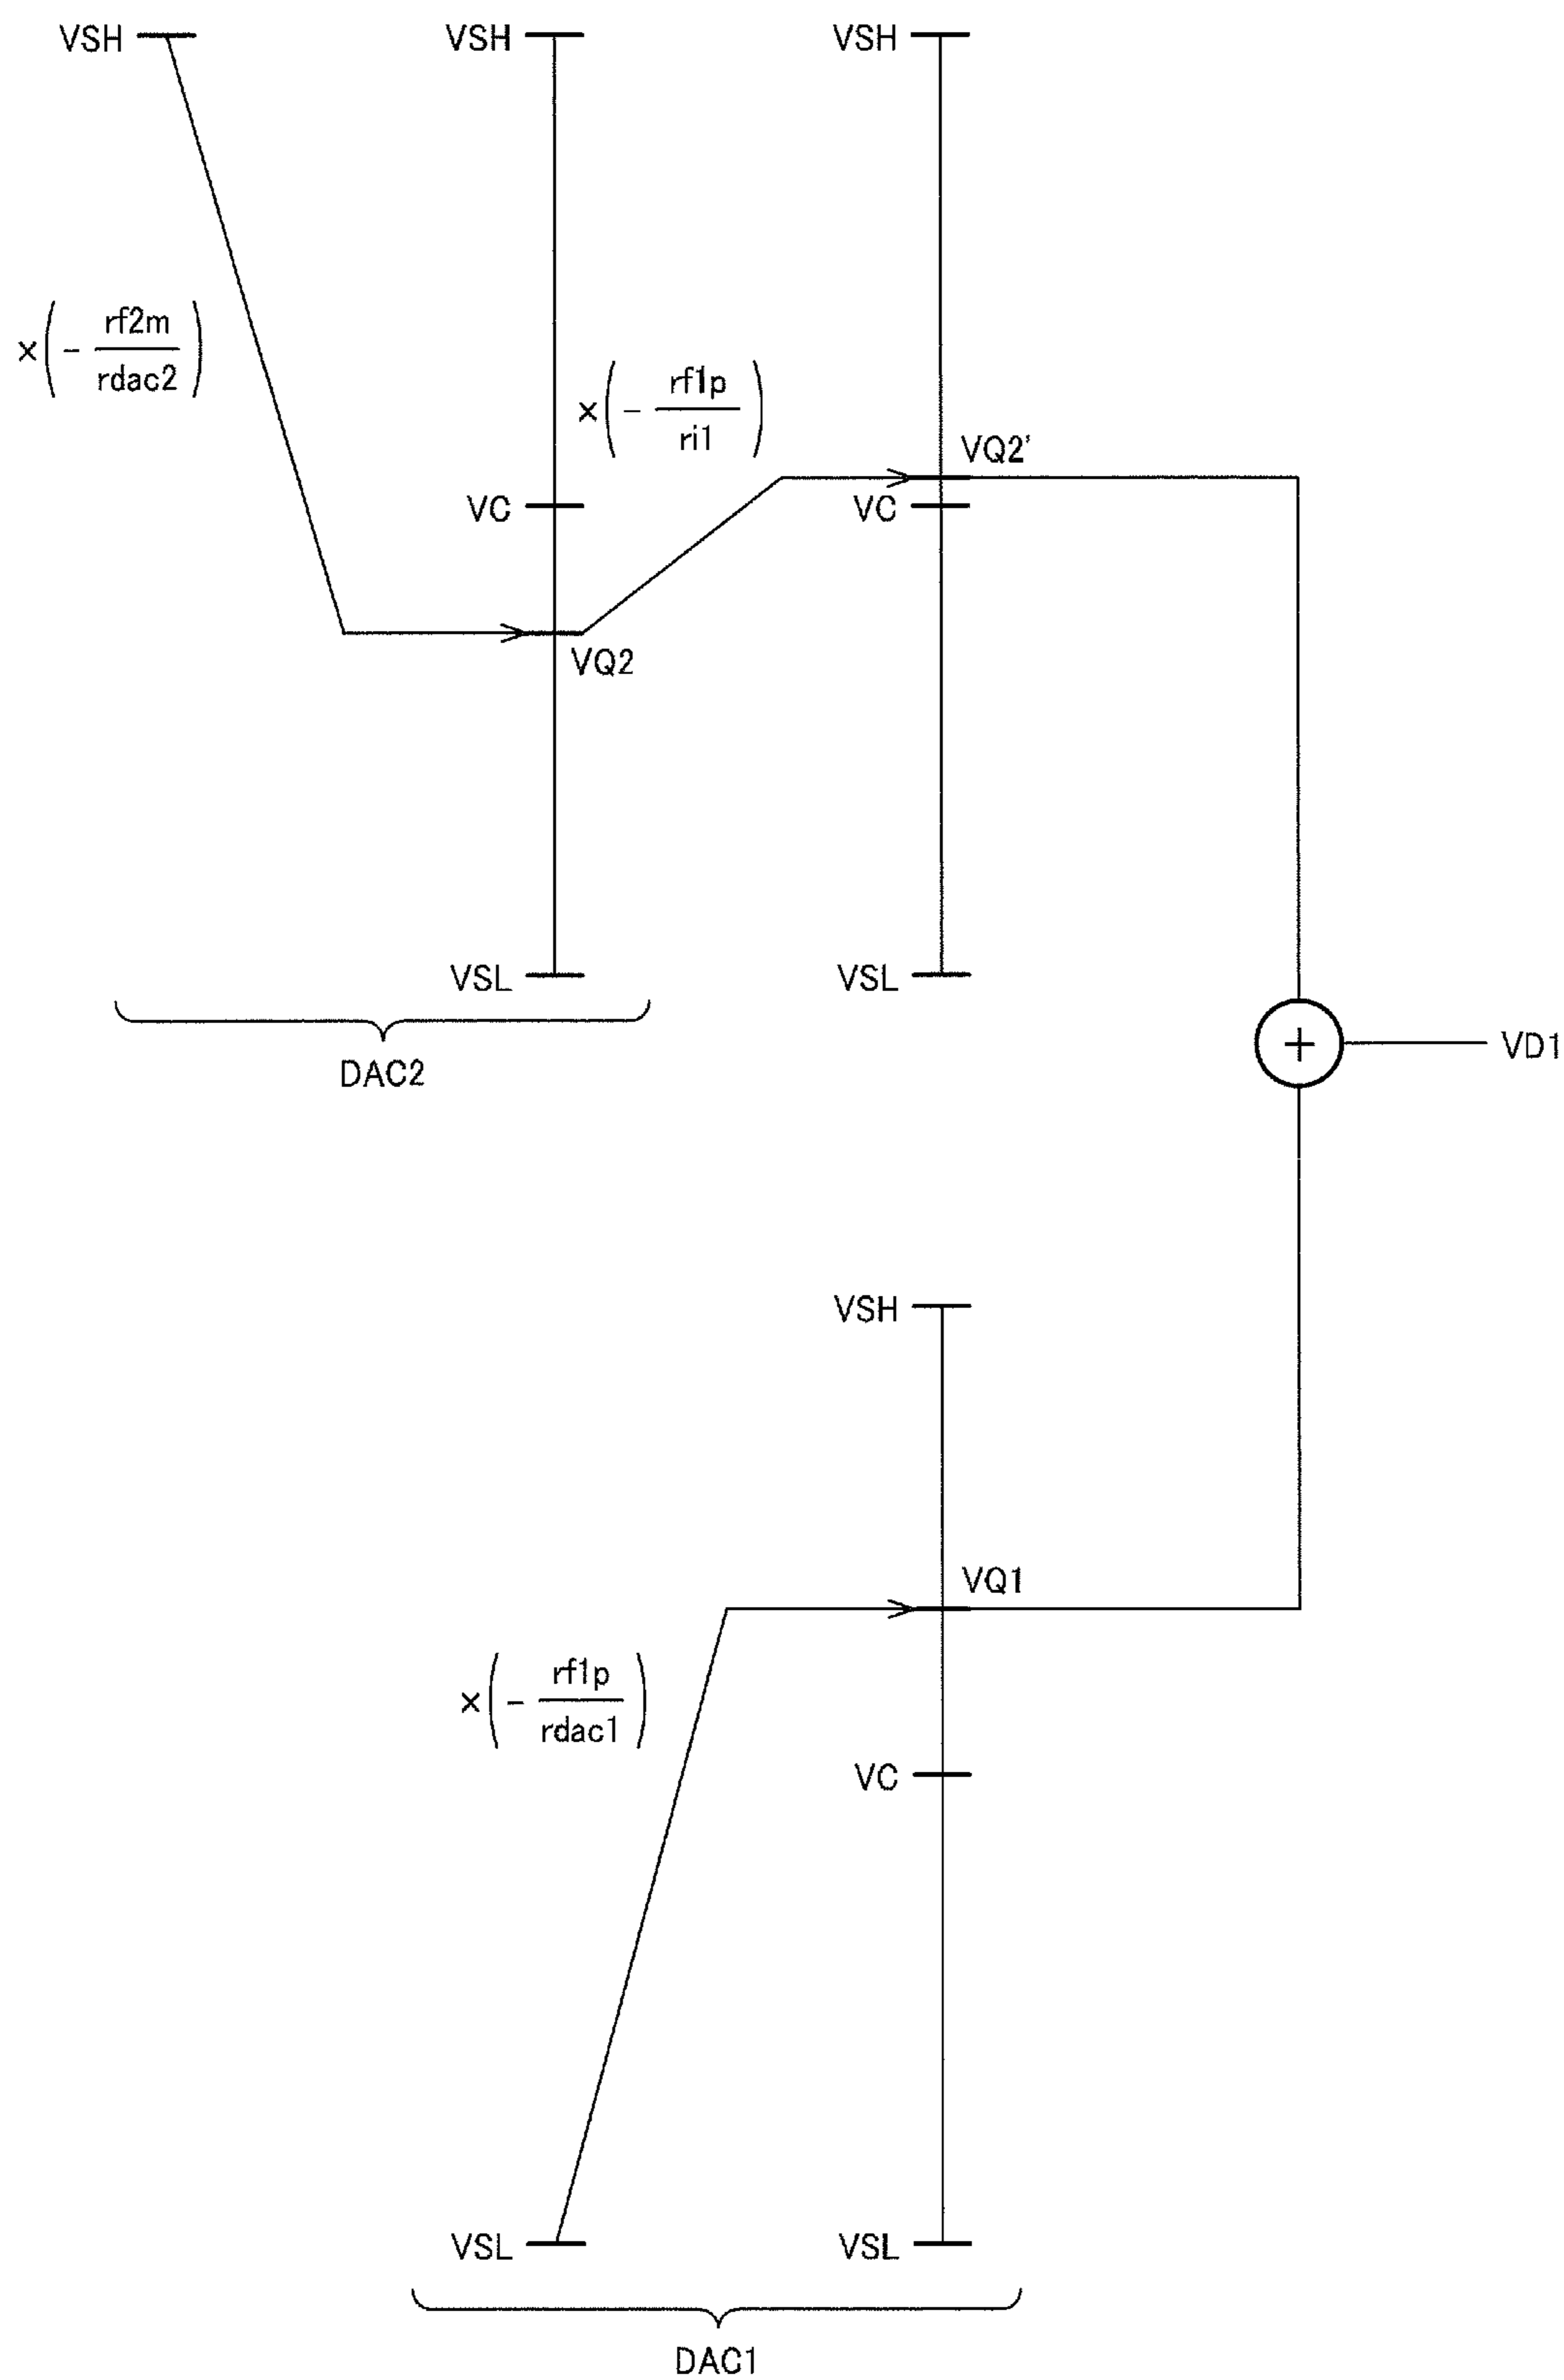 VSH VSH VSH
×(- rf2m/rdac2)
×(- rf1p/ri1)
VQ2'
VC VC
VQ2
VSL VSL
DAC2
+ VD1
VSH
VQ1
×(- rf1p/rdac1)
VC
VSL VSL
DAC1